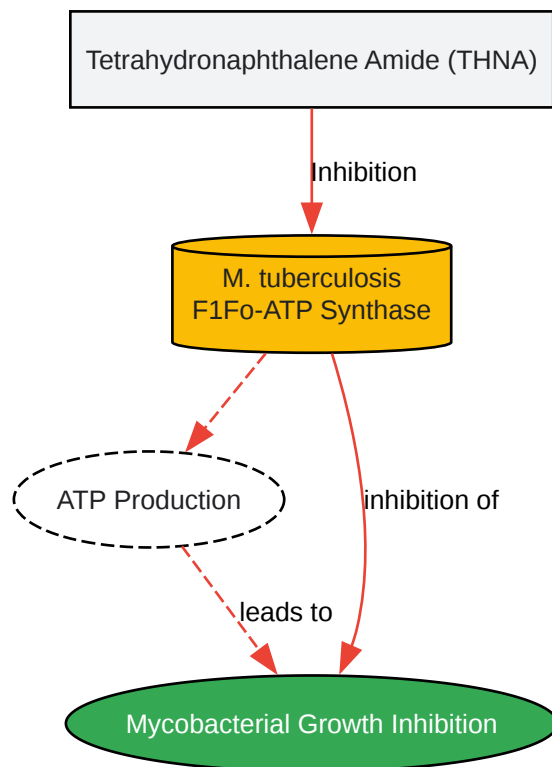 Tetrahydronaphthalene Amide (THNA)
Inhibition
M. tuberculosis
F1Fo-ATP Synthase
ATP Production
inhibition of
leads to
Mycobacterial Growth Inhibition